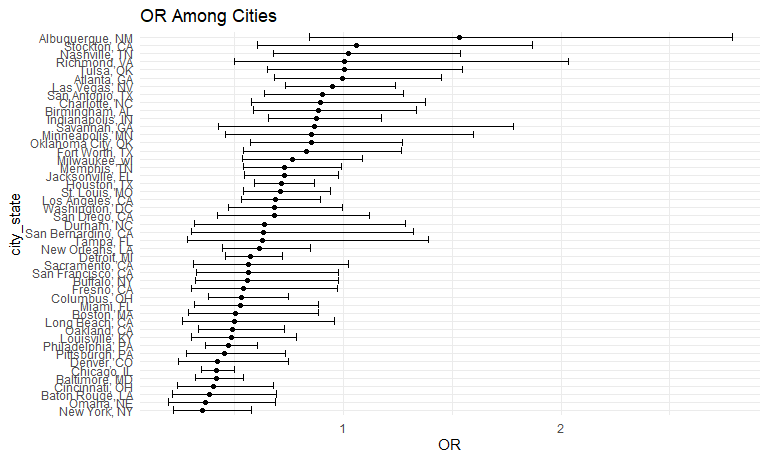 OR Among Cities
Albuquerque, NM
Stockton, CA
Nashville, TN
Richmond, VA
Tulsa, OK
Atlanta, GA
Las Vegas, NV
San Antonio, TX
Charlotte, NC
Birmingham, AL
Indianapolis, IN
Savannah, GA
Minneapolis, MN
Oklahoma City, OK
Fort Worth, TX
Milwaukee, wI
Memphis, TN
Jacksonville, FL
Houston, TX
St. Louis, MO
Los Angeles, CA
Washington, DC
San Diego, CA
Durham, NC
San Bernardino, CA
Tampa, FL
New Orleans, LA
Detroit, MI
Sacramento, CA
San Francisco, CA
Buffalo, NY
Fresno, CA
Columbus, OH
Miami, FL
Boston, MA
Long Beach, CA
Oakland, CA
Louisville, KY
Philadelphia, PA
Pittsburgh, PA
Denver, CO
Chicago, IL
Baltimore, MD
Cincinnati, OH
Baton Rouge, LA
Omaha, NE
New York, NY
city_state
1 2
OR